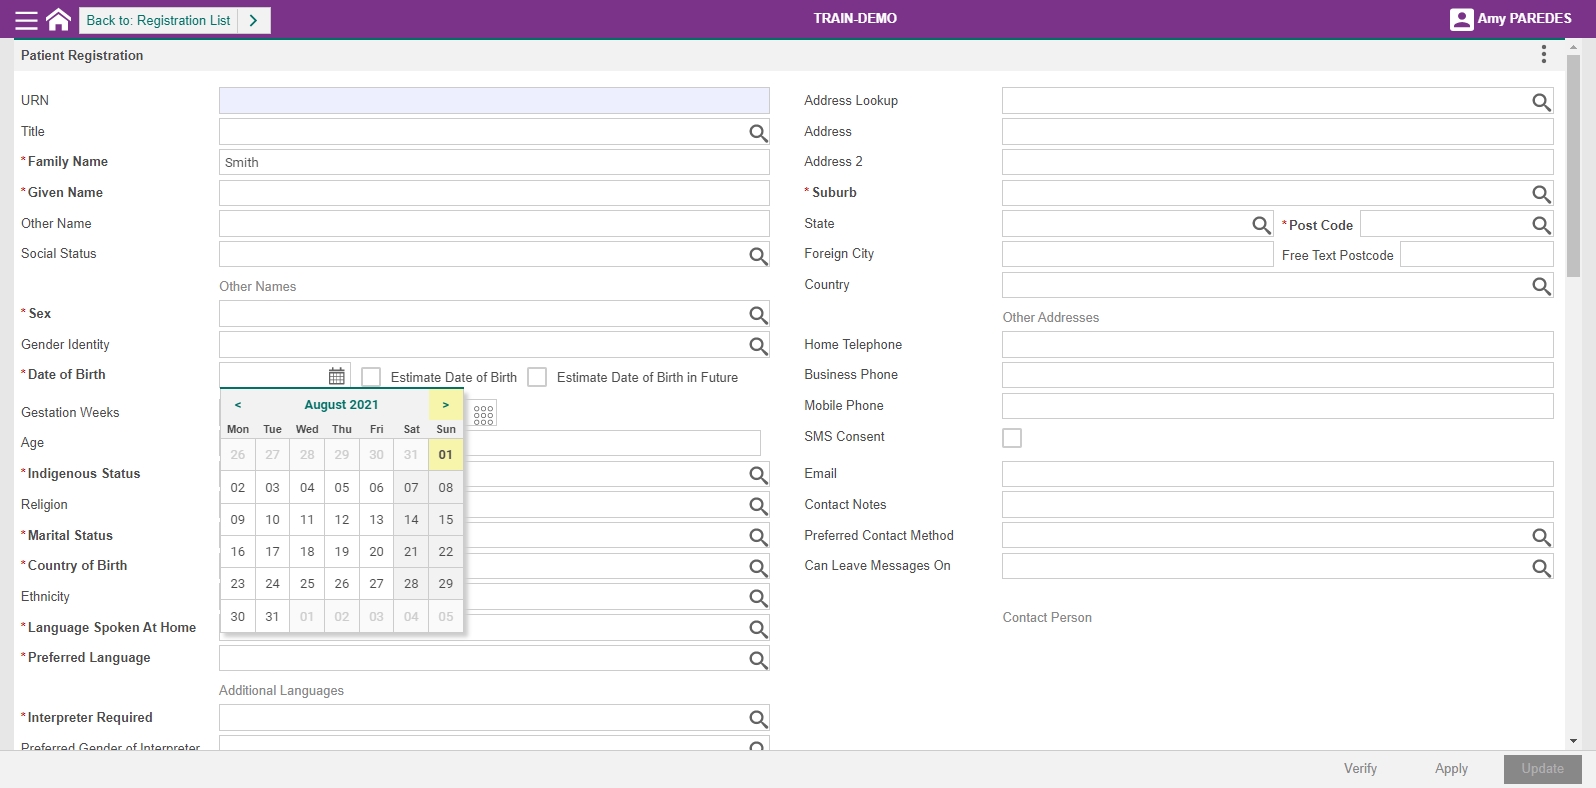 Back to: Registration List >
TRAIN-DEMO
Amy PAREDES
Patient Registration
URN
Title
*Family Name
Smith
*Given Name
Other Name
Social Status
Other Names
*Sex
Gender Identity
*Date of Birth
Estimate Date of Birth
Estimate Date of Birth in Future
< August 2021 >
Mon Tue Wed Thu Fri Sat Sun
26 27 28 29 30 31 01
02 03 04 05 06 07 08
09 10 11 12 13 14 15
16 17 18 19 20 21 22
23 24 25 26 27 28 29
30 31 01 02 03 04 05
Gestation Weeks
Age
*Indigenous Status
Religion
*Marital Status
*Country of Birth
Ethnicity
*Language Spoken At Home
*Preferred Language
Additional Languages
*Interpreter Required
Preferred Gender of Interpreter
Address Lookup
Address
Address 2
*Suburb
State
*Post Code
Foreign City
Free Text Postcode
Country
Other Addresses
Home Telephone
Business Phone
Mobile Phone
SMS Consent
Email
Contact Notes
Preferred Contact Method
Can Leave Messages On
Contact Person
Verify
Apply
Update